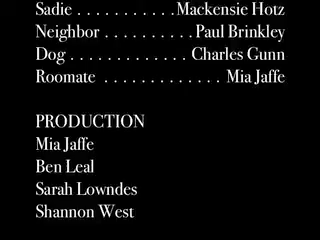 Sadie . . . . . . . . . . . Mackensie Hotz
Neighbor . . . . . . . . . . Paul Brinkley
Dog . . . . . . . . . . . . . Charles Gunn
Roomate . . . . . . . . . . . . . Mia Jaffe
PRODUCTION
Mia Jaffe
Ben Leal
Sarah Lowndes
Shannon West